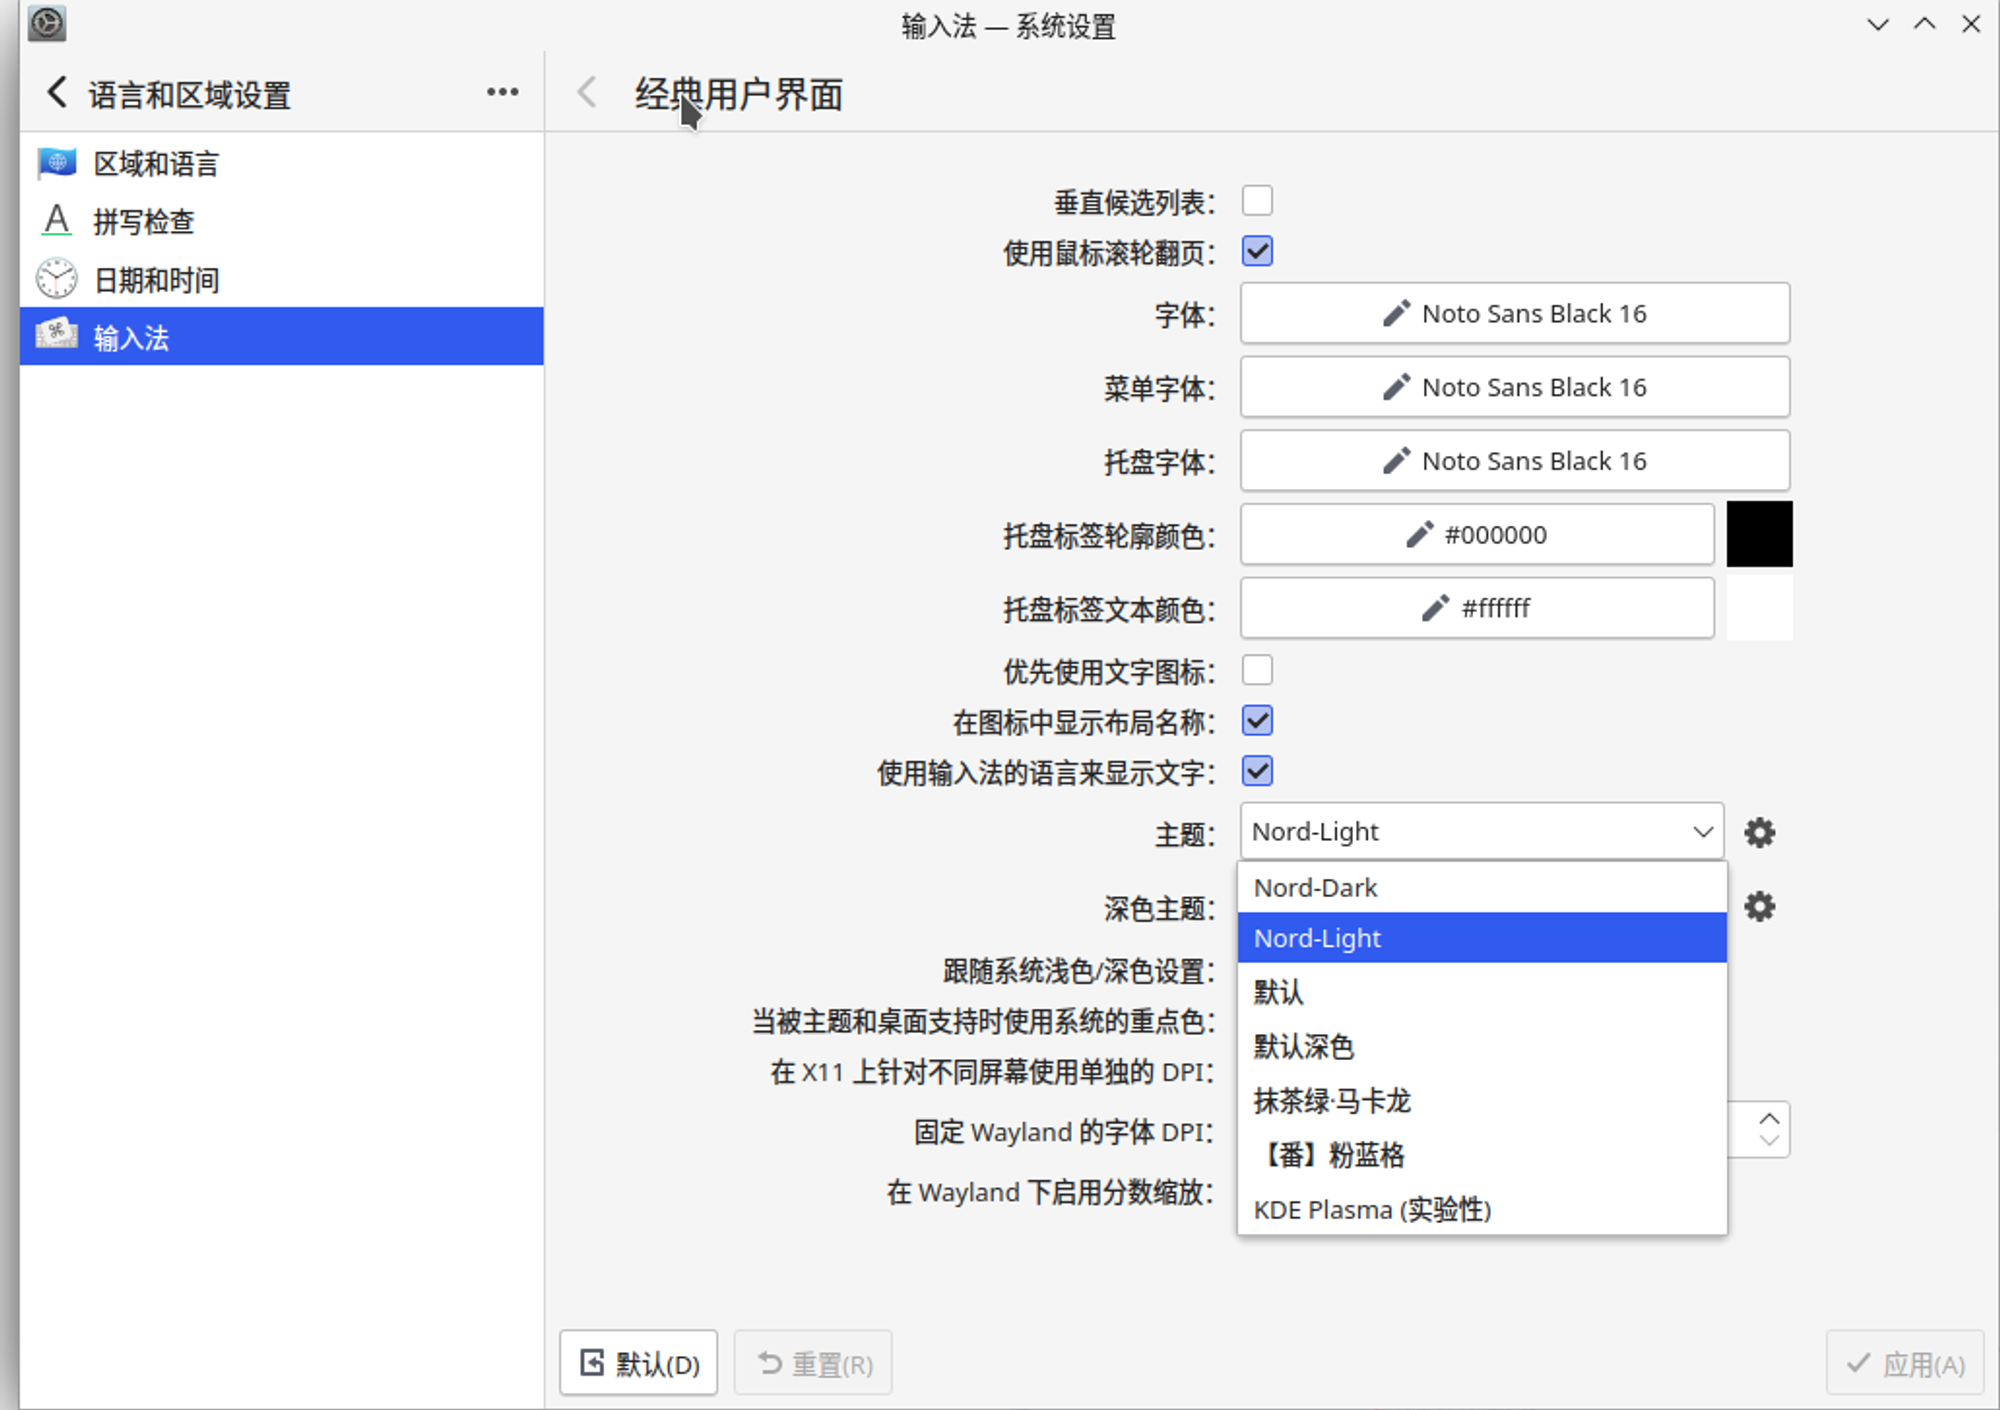 输入法 — 系统设置
语言和区域设置
经典用户界面
区域和语言
拼写检查
日期和时间
输入法
垂直候选列表：
使用鼠标滚轮翻页：
字体： Noto Sans Black 16
菜单字体： Noto Sans Black 16
托盘字体： Noto Sans Black 16
托盘标签轮廓颜色： #000000
托盘标签文本颜色： #ffffff
优先使用文字图标：
在图标中显示布局名称：
使用输入法的语言来显示文字：
主题： Nord-Light
Nord-Dark
深色主题：
Nord-Light
跟随系统浅色/深色设置：
默认
当被主题和桌面支持时使用系统的重点色：
默认深色
在 X11 上针对不同屏幕使用单独的 DPI：
抹茶绿·马卡龙
固定 Wayland 的字体 DPI：
【番】粉蓝格
在 Wayland 下启用分数缩放：
KDE Plasma (实验性)
默认(D)
重置(R)
应用(A)